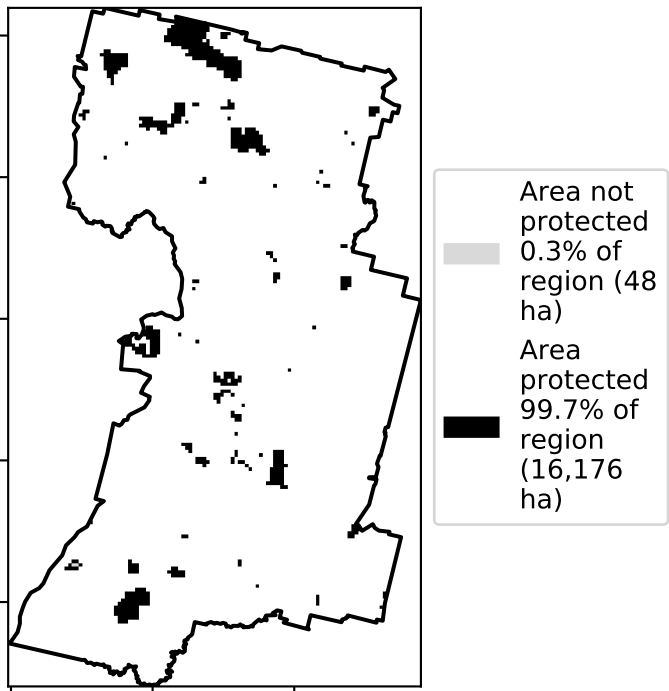 Area not
protected
0.3% of
region (48
ha)
Area
protected
99.7% of
region
(16,176
ha)